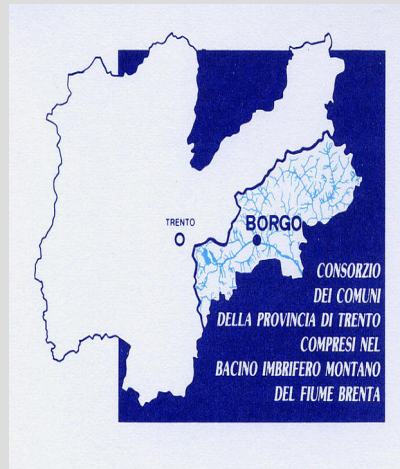 TRENTO
BORGO
CONSORZIO
DEI COMUNI
DELLA PROVINCIA DI TRENTO
COMPRESI NEL
BACINO IMBRIFERO MONTANO
DEL FIUME BRENTA